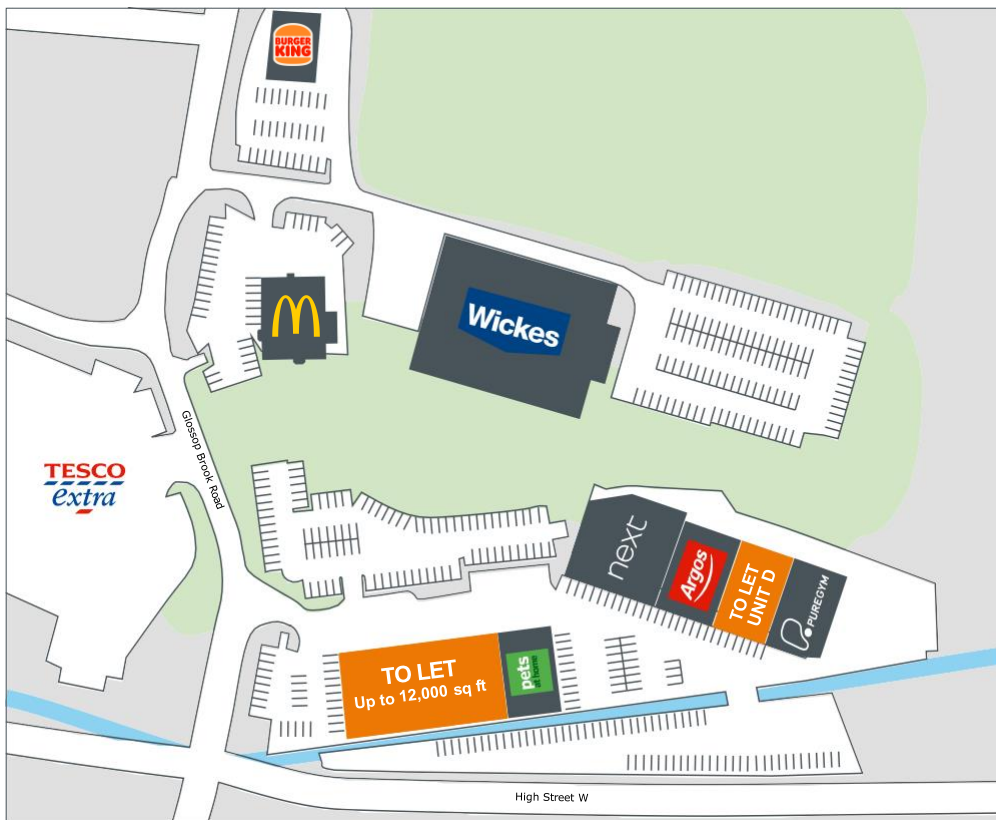 BURGER
KING
Wickes
Glossop Brook Road
TESCO
extra
next
Argos
TO LET
UNIT D
PUREGYM
TO LET
Up to 12,000 sq ft
pets
at home
High Street W